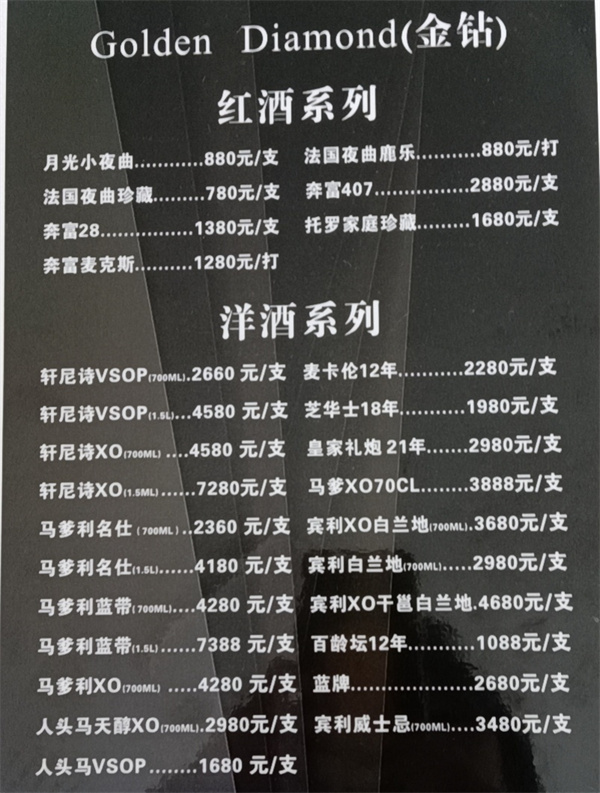 Golden Diamond(金钻)
红酒系列
月光小夜曲...........880元/支
法国夜曲珍藏.........780元/支
奔富28................1380元/支
奔富麦克斯..........1280元/打
法国夜曲鹿乐...........880元/打
奔富407.................2880元/支
托罗家庭珍藏.........1680元/支
洋酒系列
轩尼诗VSOP(700ML).2660 元/支
轩尼诗VSOP(1.5L)...4580 元/支
轩尼诗XO(700ML) ....4580 元/支
轩尼诗XO(1.5ML)......7280元/支
马爹利名仕(700ML)..2360 元/支
马爹利名仕(1.5L)......4180 元/支
马爹利蓝带(700ML)....4280 元/支
马爹利蓝带(1.5L).......7388 元/支
马爹利XO(700ML) .....4280 元/支
人头马天醇XO(700ML).2980元/支
人头马VSOP........1680 元/支
麦卡伦12年...........2280元/支
芝华士18年...........1980元/支
皇家礼炮 21年.......2980元/支
马爹XO70CL........3888元/支
宾利XO白兰地(700ML).3680元/支
宾利白兰地(700ML).....2980元/支
宾利XO干邕白兰地.4680元/支
百龄坛12年............1088元/支
蓝牌.....................2680元/支
宾利威士忌(700ML)....3480元/支